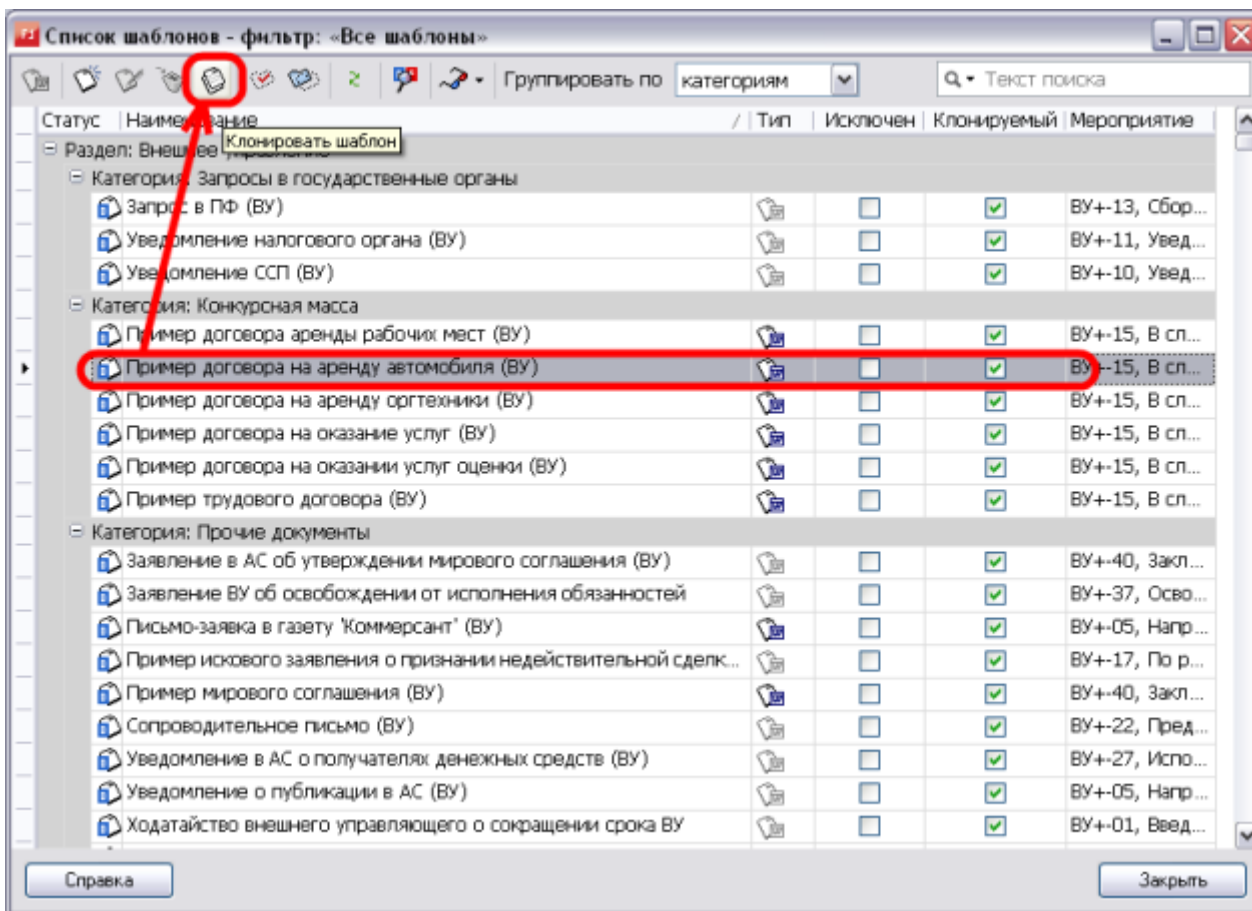 Список шаблонов - фильтр: «Все шаблоны»
Группировать по категориям Текст поиска
Статус Наименование / Тип Исключен Клонируемый Мероприятие
Клонировать шаблон
Раздел: Внешнее
Категория: Запросы в государственные органы
Запрос в ПФ (ВУ) ВУ+-13, Сбор...
Уведомление налогового органа (ВУ) ВУ+-11, Увед...
Уведомление ССП (ВУ) ВУ+-10, Увед...
Категория: Конкурсная масса
Пример договора аренды рабочих мест (ВУ) ВУ+-15, В сл...
Пример договора на аренду автомобиля (ВУ) ВУ+-15, В сл...
Пример договора на аренду оргтехники (ВУ) ВУ+-15, В сл...
Пример договора на оказание услуг (ВУ) ВУ+-15, В сл...
Пример договора на оказании услуг оценки (ВУ) ВУ+-15, В сл...
Пример трудового договора (ВУ) ВУ+-15, В сл...
Категория: Прочие документы
Заявление в АС об утверждении мирового соглашения (ВУ) ВУ+-40, Закл...
Заявление ВУ об освобождении от исполнения обязанностей ВУ+-37, Осво...
Письмо-заявка в газету 'Коммерсант' (ВУ) ВУ+-05, Напр...
Пример искового заявления о признании недействительной сделк... ВУ+-17, По р...
Пример мирового соглашения (ВУ) ВУ+-40, Закл...
Сопроводительное письмо (ВУ) ВУ+-22, Пред...
Уведомление в АС о получателях денежных средств (ВУ) ВУ+-27, Испо...
Уведомление о публикации в АС (ВУ) ВУ+-05, Напр...
Ходатайство внешнего управляющего о сокращении срока ВУ ВУ+-01, Введ...
Справка Закрыть